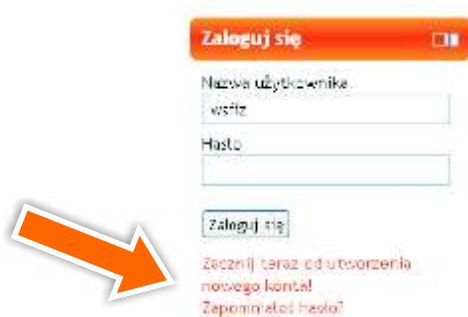 Zaloguj się
Nazwa użytkownika
wsfiz
Hasło
Zaloguj się
Zacznij teraz od utworzenia
nowego konta!
Zapomniałeś hasło?